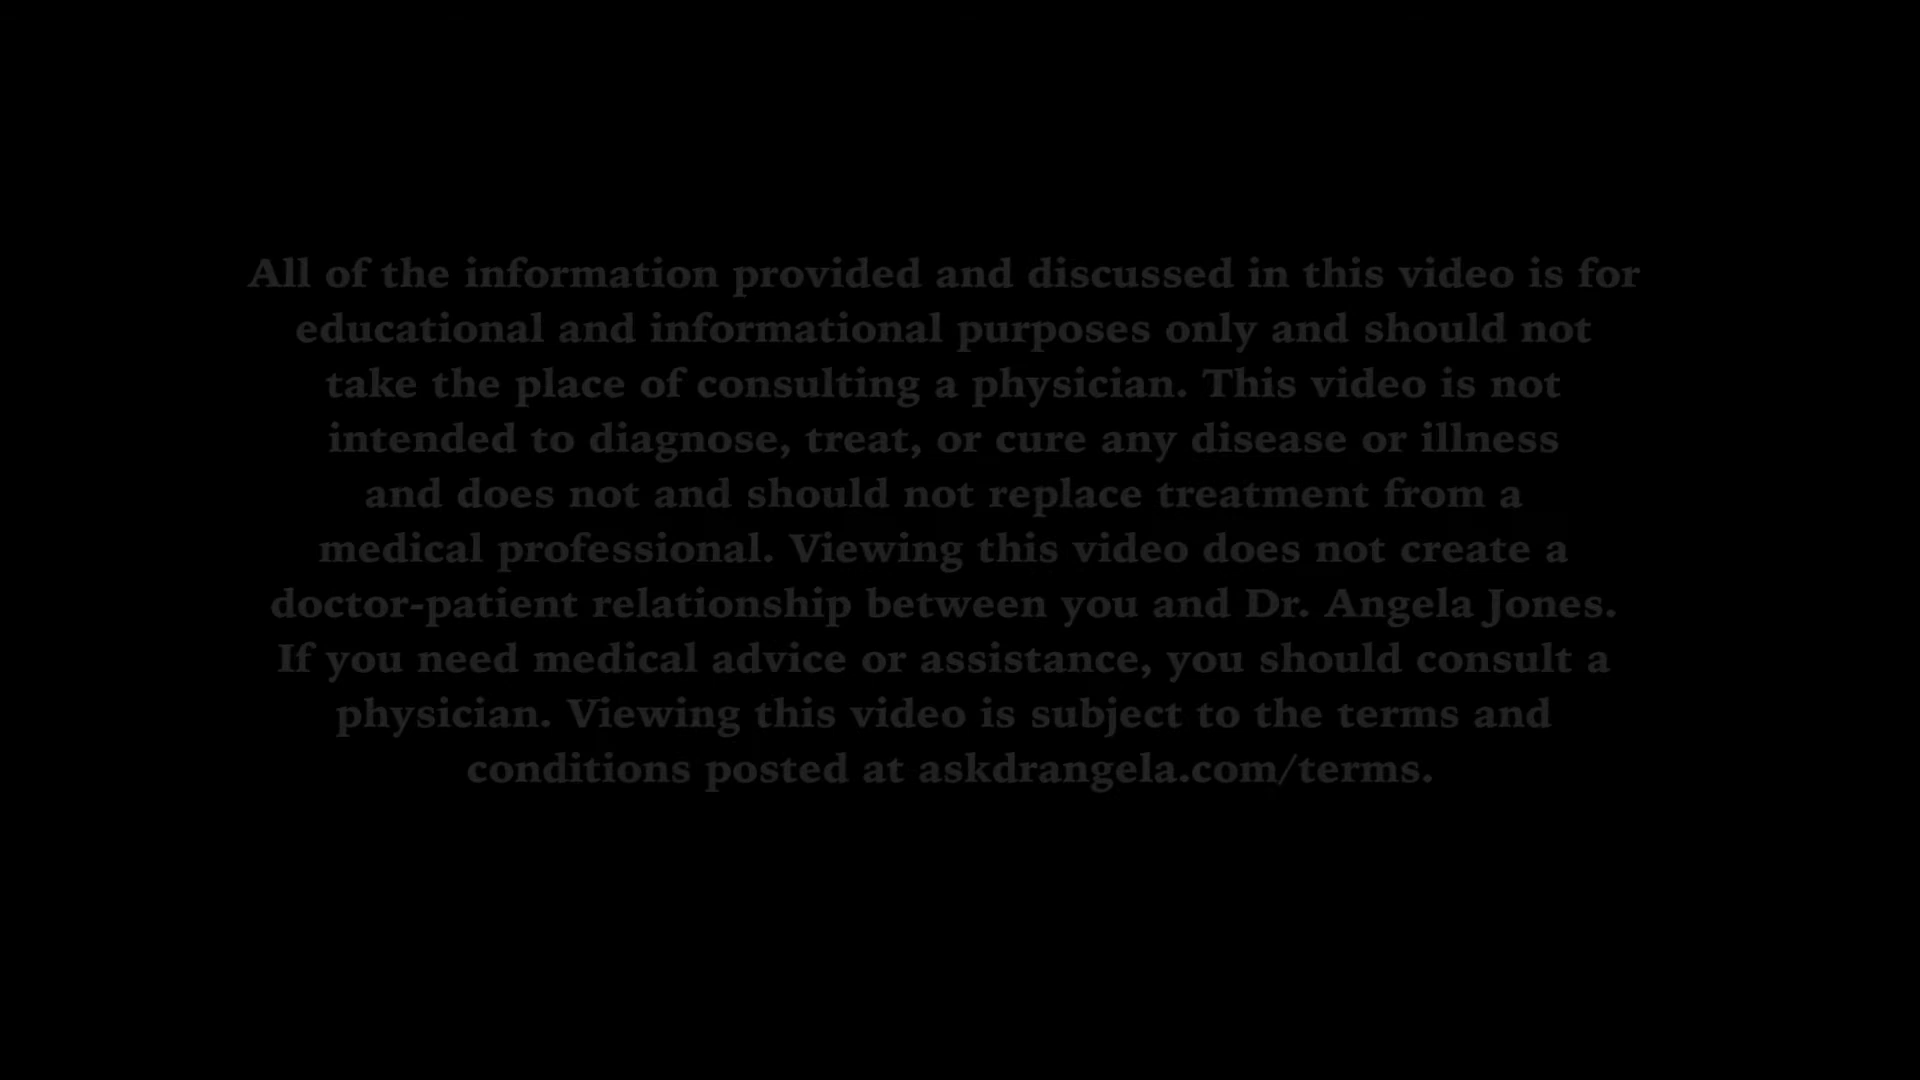 All of the information provided and discussed in this video is for
educational and informational purposes only and should not
take the place of consulting a physician. This video is not
intended to diagnose, treat, or cure any disease or illness
and does not and should not replace treatment from a
medical professional. Viewing this video does not create a
doctor-patient relationship between you and Dr. Angela Jones.
If you need medical advice or assistance, you should consult a
physician. Viewing this video is subject to the terms and
conditions posted at askdrangela.com/terms.